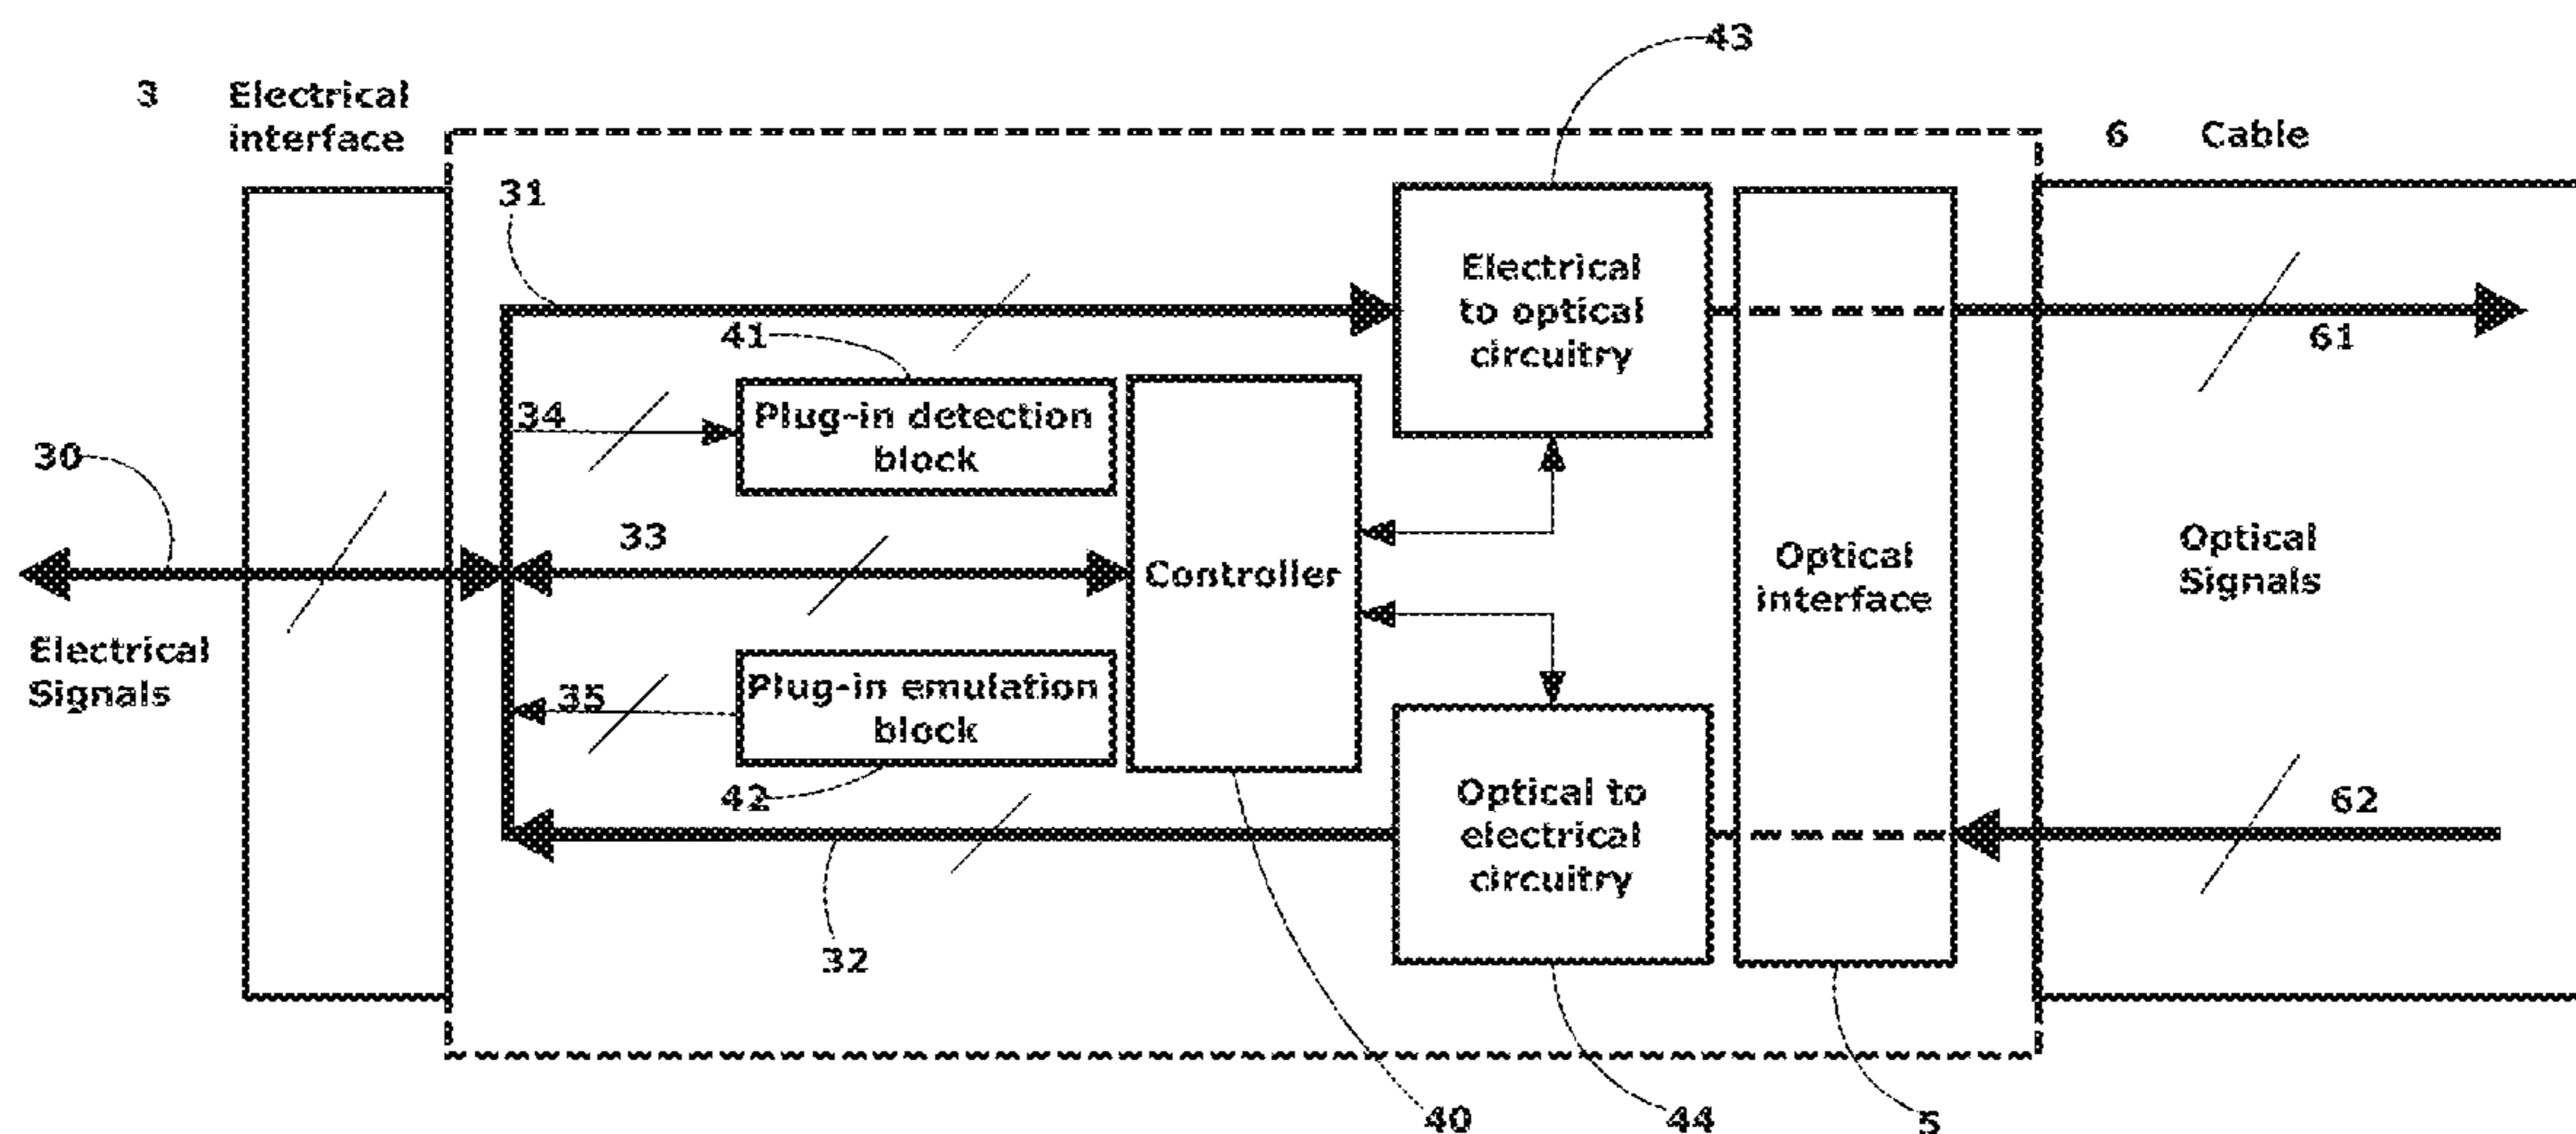 43
3 Electrical
interface
6 Cable
31
Electrical
to optical
circuitry
41
61
34
Plug-in detection
block
30
33
Controller
Optical
interface
Optical
Signals
Electrical
Signals
35
Plug-in emulation
block
42
Optical to
electrical
circuitry
62
32
40
44
5